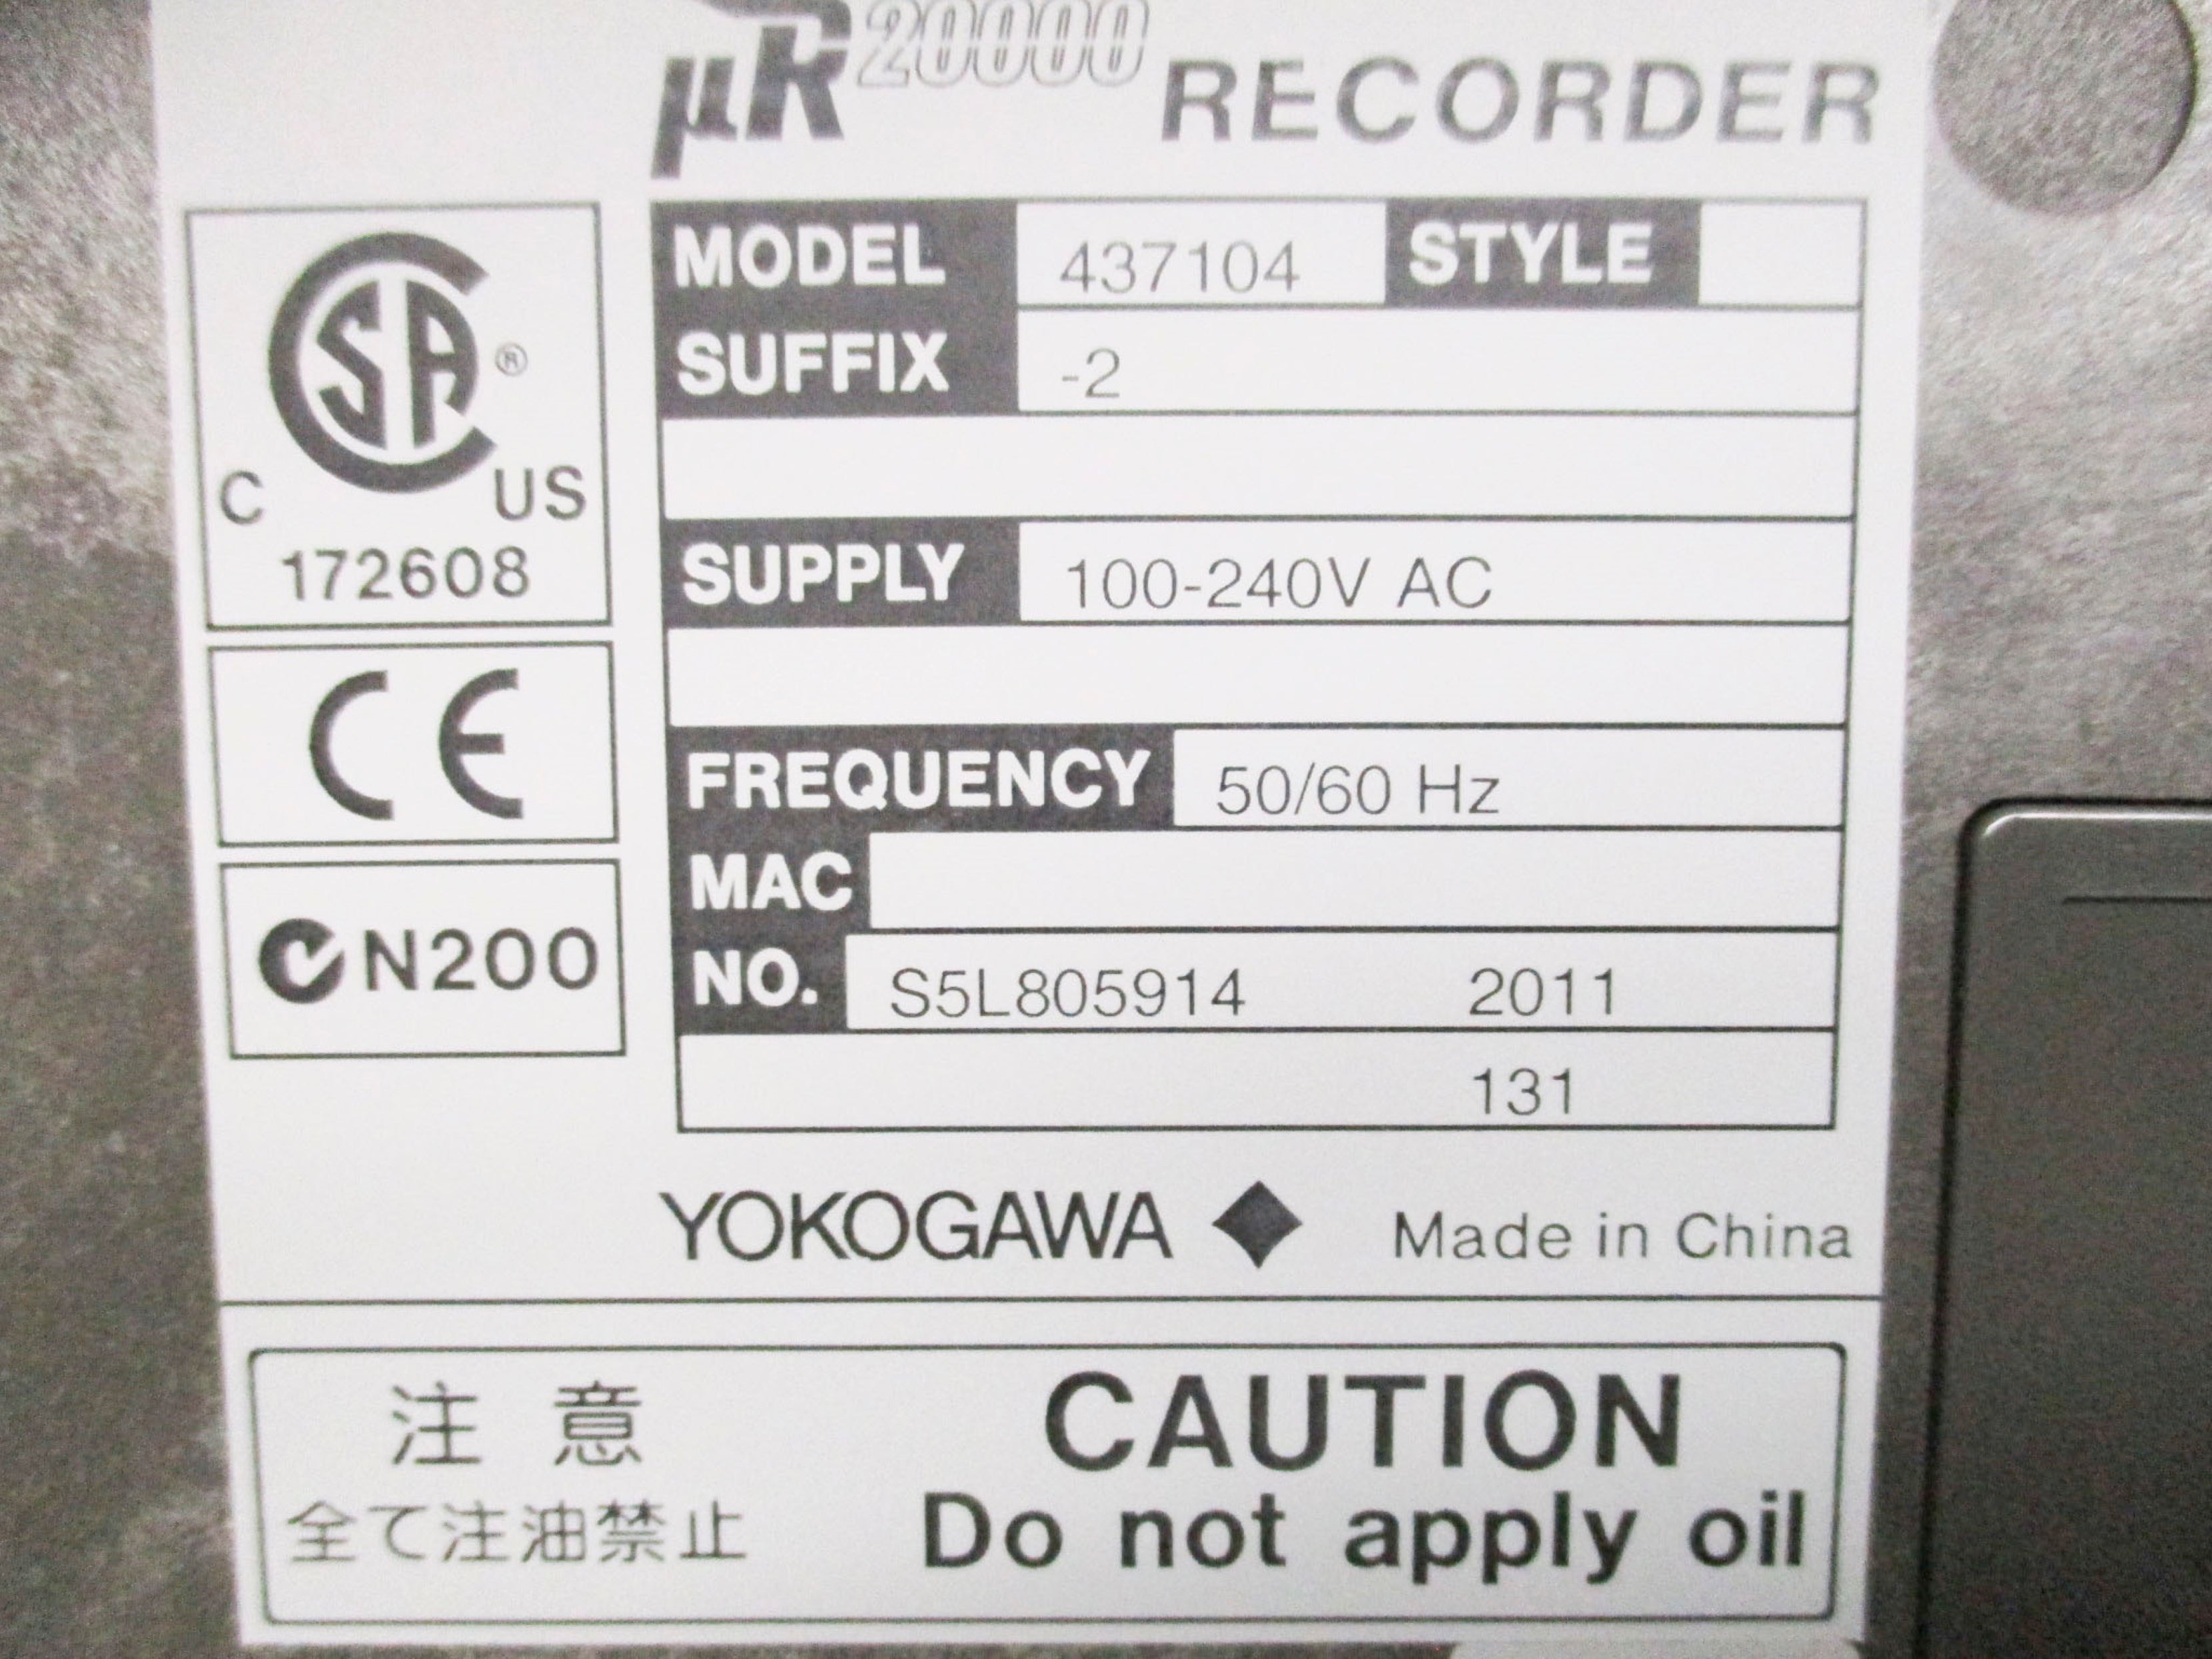 µR20000 RECORDER
MODEL 437104 STYLE
SUFFIX -2
SUPPLY 100-240V AC
FREQUENCY 50/60 Hz
MAC
NO. S5L805914 2011
131
CSA ®
C US
172608
CE
N200
YOKOGAWA Made in China
注意
全て注油禁止
CAUTION
Do not apply oil